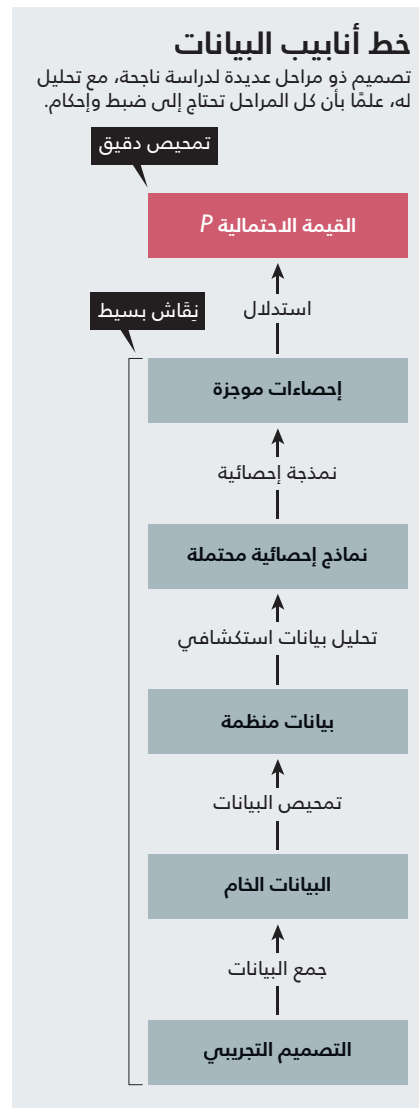 خط أنابيب البيانات
تصميم ذو مراحل عديدة لدراسة ناجحة، مع تحليل
له، علمًا بأن كل المراحل تحتاج إلى ضبط وإحكام.
تمحيص دقيق
القيمة الاحتمالية P
استدلال
نِقَاش بسيط
إحصاءات موجزة
نمذجة إحصائية
نماذج إحصائية محتملة
تحليل بيانات استكشافي
بيانات منظمة
تمحيص البيانات
البيانات الخام
جمع البيانات
التصميم التجريبي